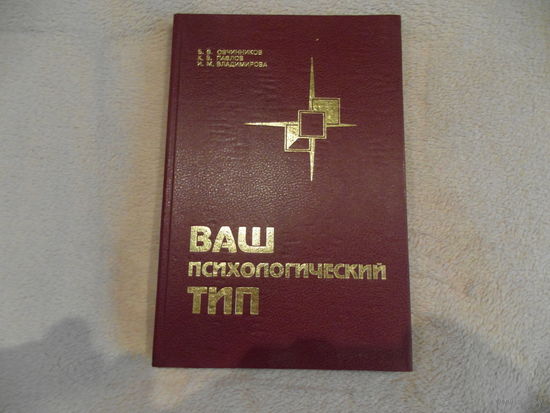 Б. В. ОВЧИННИКОВ
К. В. ПАВЛОВ
И. М. ВЛАДИМИРОВА
ВАШ
ПСИХОЛОГИЧЕСКИЙ
ТИП